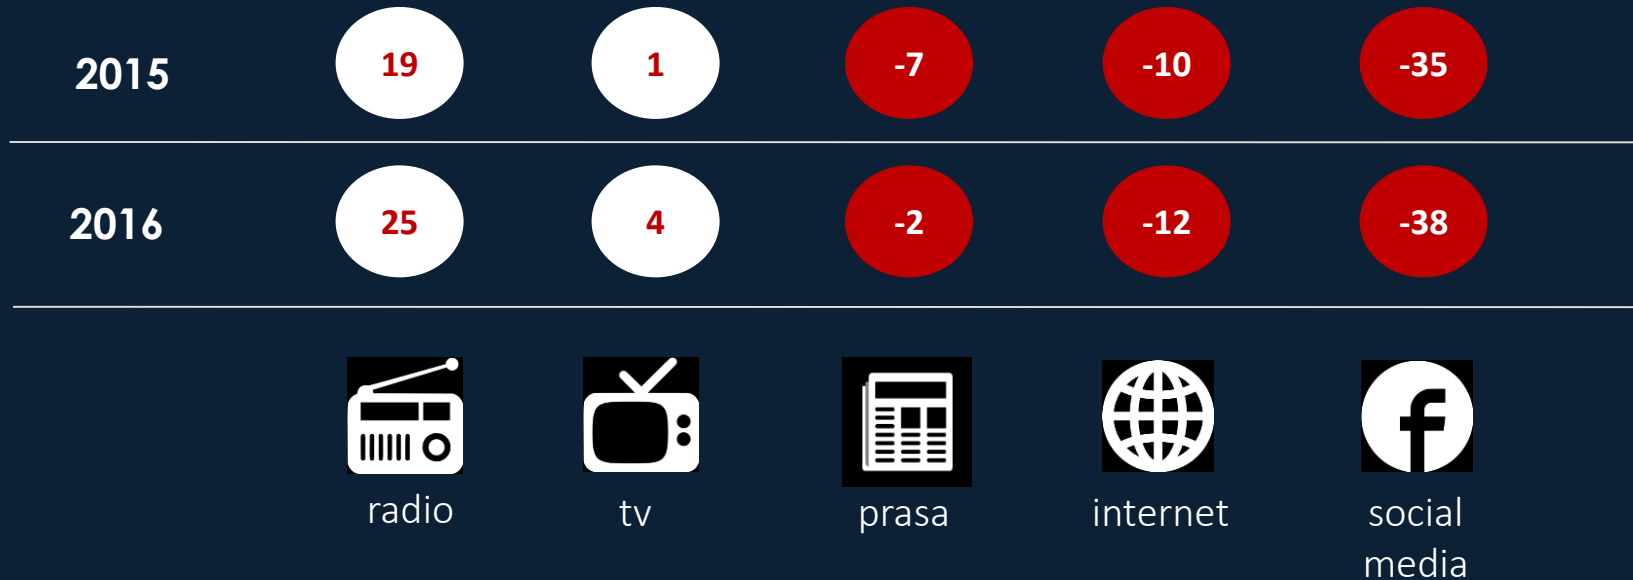 2015 19 1 -7 -10 -35
2016 25 4 -2 -12 -38
radio tv prasa internet social
media